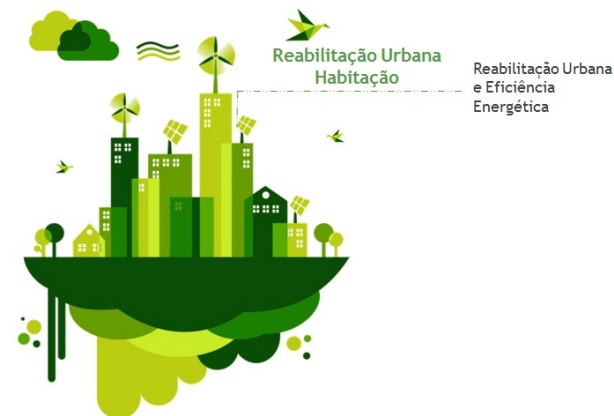 Reabilitação Urbana
Habitação
Reabilitação Urbana
e Eficiência
Energética